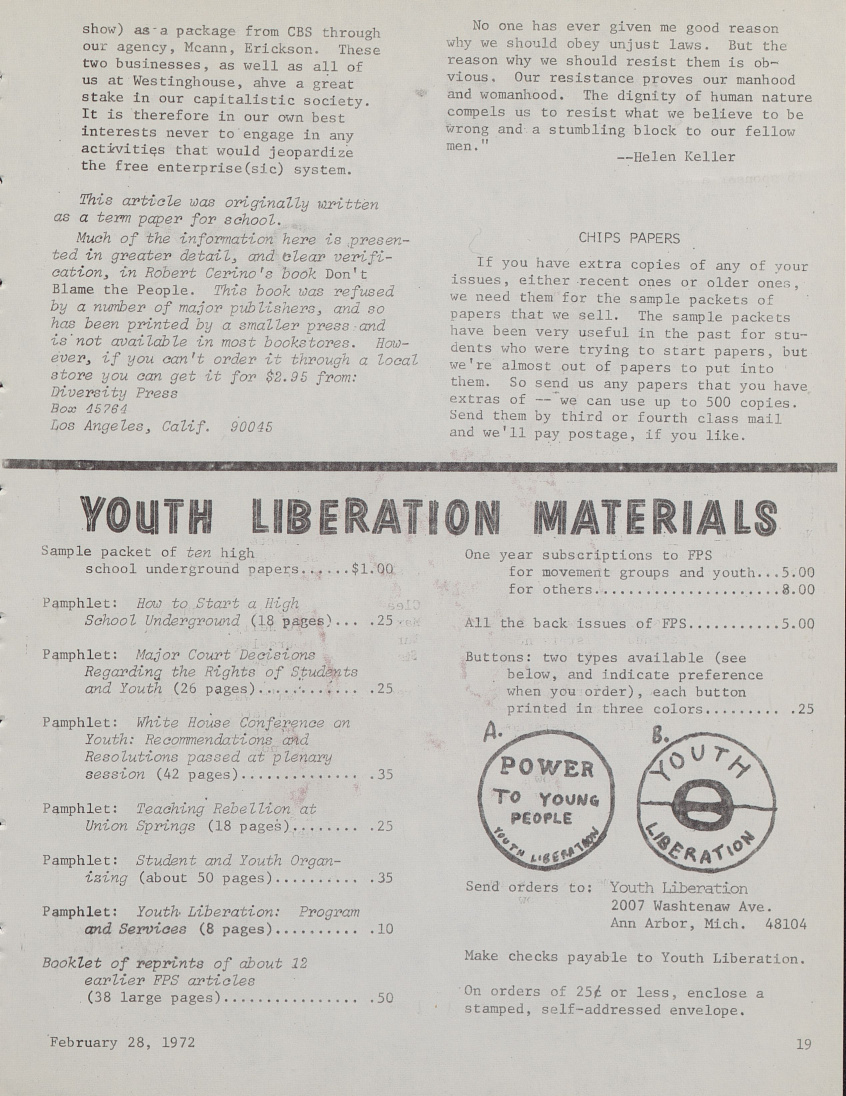 show) as a package from CBS through
our agency, Mcann, Erickson.  These
two businesses, as well as all of
us at Westinghouse, ahve a great
stake in our capitalistic society.
It is therefore in our own best
interests never to engage in any
activities that would jeopardize
the free enterprise(sic) system.
This article was originally written
as a term paper for school.
Much of the information here is presen-
ted in greater detail, and clear verifi-
cation, in Robert Cerino's book Don't
Blame the People.  This book was refused
by a number of major publishers, and so
has been printed by a smaller press and
is not available in most bookstores.  How-
ever, if you can't order it through a local
store you can get it for $2.95 from:
Diversity Press
Box 45764
Los Angeles, Calif.  90045
No one has ever given me good reason
why we should obey unjust laws.  But the
reason why we should resist them is ob-
vious.  Our resistance proves our manhood
and womanhood.  The dignity of human nature
compels us to resist what we believe to be
wrong and a stumbling block to our fellow
men."
--Helen Keller
CHIPS PAPERS
If you have extra copies of any of your
issues, either recent ones or older ones,
we need them for the sample packets of
papers that we sell.  The sample packets
have been very useful in the past for stu-
dents who were trying to start papers, but
we're almost out of papers to put into
them.  So send us any papers that you have
extras of -- we can use up to 500 copies.
Send them by third or fourth class mail
and we'll pay postage, if you like.
YOUTH LIBERATION MATERIALS
Sample packet of ten high
school underground papers......$1.00
Pamphlet:  How to Start a High
School Underground (18 pages)... .25
Pamphlet:  Major Court Decisions
Regarding the Rights of Students
and Youth (26 pages)............ .25
Pamphlet:  White House Conference on
Youth: Recommendations and
Resolutions passed at plenary
session (42 pages).............. .35
Pamphlet:  Teaching Rebellion at
Union Springs (18 pages)........ .25
Pamphlet:  Student and Youth Organ-
izing (about 50 pages).......... .35
Pamphlet:  Youth Liberation:  Program
and Services (8 pages).......... .10
Booklet of reprints of about 12
earlier FPS articles
(38 large pages)................ .50
One year subscriptions to FPS
for movement groups and youth...5.00
for others......................8.00
All the back issues of FPS...........5.00
Buttons: two types available (see
below, and indicate preference
when you order), each button
printed in three colors......... .25
A.
POWER
TO YOUNG
PEOPLE
YOUTH LIBERATION
B.
YOUTH
LIBERATION
Send orders to:  Youth Liberation
2007 Washtenaw Ave.
Ann Arbor, Mich.  48104
Make checks payable to Youth Liberation.
On orders of 25¢ or less, enclose a
stamped, self-addressed envelope.
February 28, 1972
19